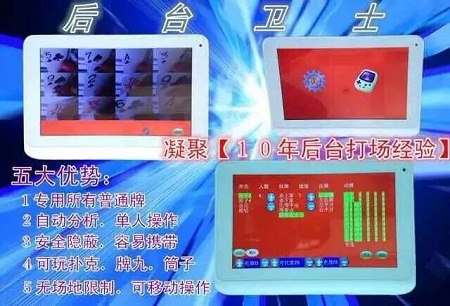 后台卫士
凝聚【10年后台打场经验】
五大优势：
1专用所有普通牌
2自动分析．单人操作
3安全隐蔽．容易携带
4可玩扑克．牌九．筒子
5无场地限制．可移动操作